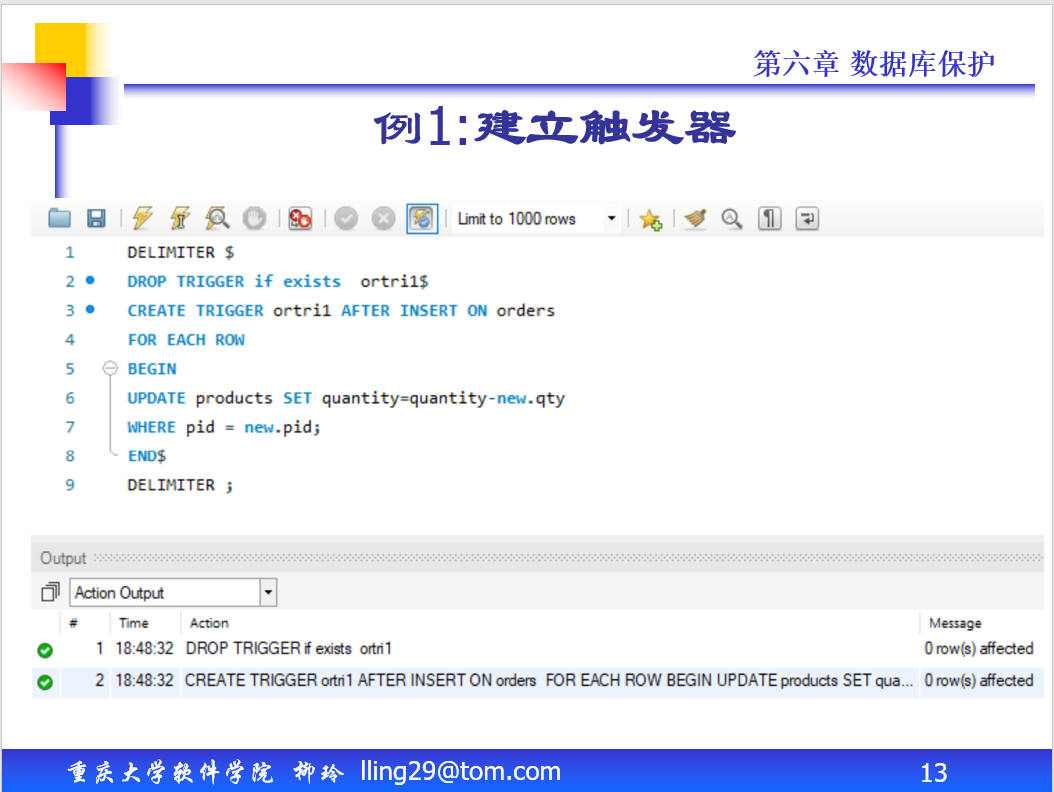 第六章 数据库保护
例1:建立触发器
Limit to 1000 rows
1 DELIMITER $
2 DROP TRIGGER if exists ortri1$
3 CREATE TRIGGER ortri1 AFTER INSERT ON orders
4 FOR EACH ROW
5 BEGIN
6 UPDATE products SET quantity=quantity-new.qty
7 WHERE pid = new.pid;
8 END$
9 DELIMITER ;
Output
Action Output
# Time Action Message
1 18:48:32 DROP TRIGGER if exists ortri1 0 row(s) affected
2 18:48:32 CREATE TRIGGER ortri1 AFTER INSERT ON orders FOR EACH ROW BEGIN UPDATE products SET qua... 0 row(s) affected
重庆大学软件学院 柳玲 lling29@tom.com 13